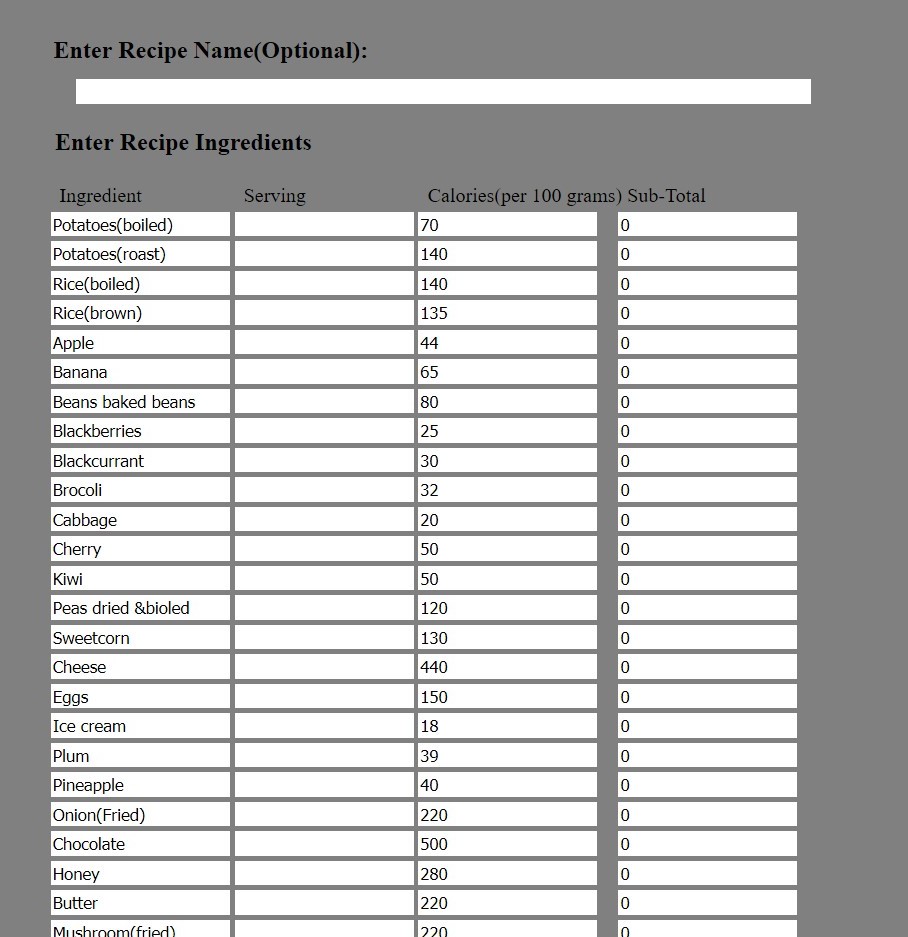 Enter Recipe Name(Optional):
Enter Recipe Ingredients
Ingredient Serving Calories(per 100 grams) Sub-Total
Potatoes(boiled) 70 0
Potatoes(roast) 140 0
Rice(boiled) 140 0
Rice(brown) 135 0
Apple 44 0
Banana 65 0
Beans baked beans 80 0
Blackberries 25 0
Blackcurrant 30 0
Brocoli 32 0
Cabbage 20 0
Cherry 50 0
Kiwi 50 0
Peas dried &bioled 120 0
Sweetcorn 130 0
Cheese 440 0
Eggs 150 0
Ice cream 18 0
Plum 39 0
Pineapple 40 0
Onion(Fried) 220 0
Chocolate 500 0
Honey 280 0
Butter 220 0
Mushroom(fried) 220 0